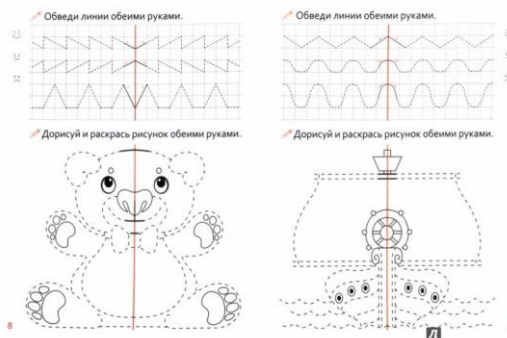 Обведи линии обеими руками.
Дорисуй и раскрась рисунок обеими руками.
8
Обведи линии обеими руками.
Дорисуй и раскрась рисунок обеими руками.
Д